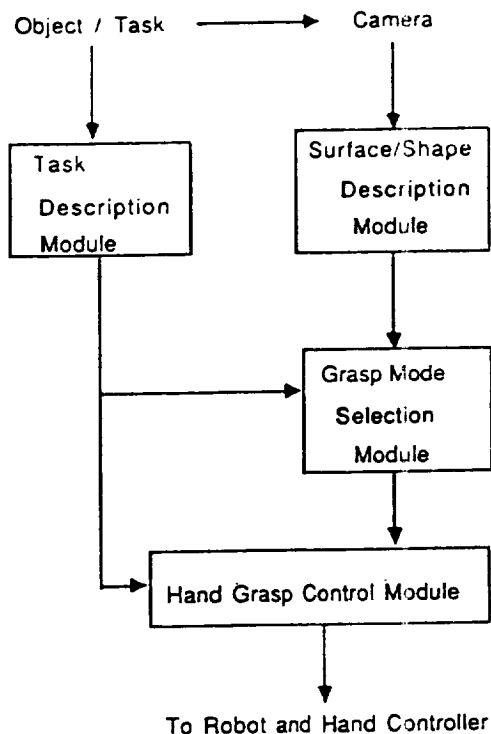 Object / Task
Camera
Task
Description
Module
Surface/Shape
Description
Module
Grasp Mode
Selection
Module
Hand Grasp Control Module
To Robot and Hand Controller